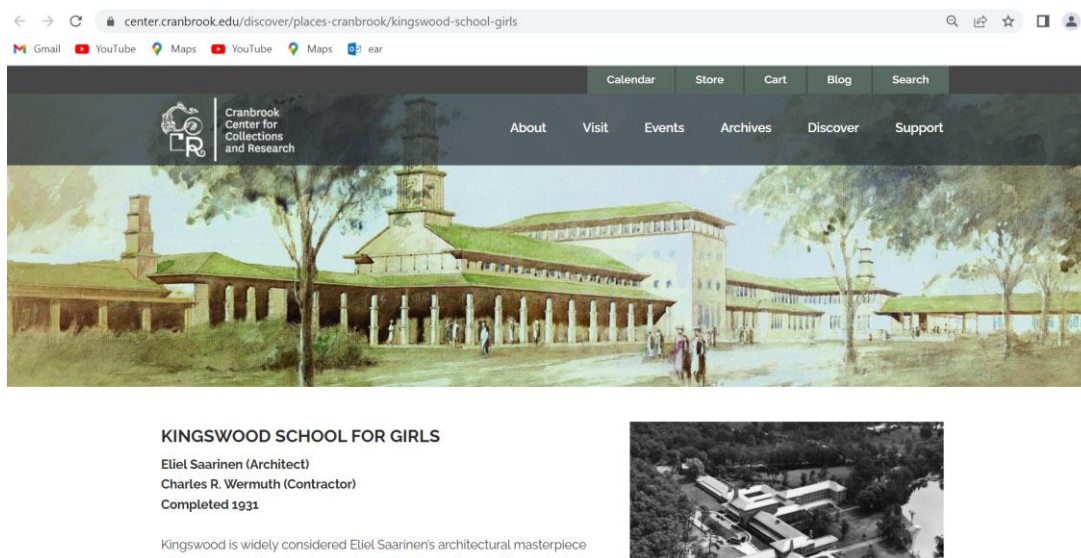 center.cranbrook.edu/discover/places-cranbrook/kingswood-school-girls
Gmail YouTube Maps YouTube Maps ear
Calendar Store Cart Blog Search
Cranbrook
Center for
Collections
and Research
About Visit Events Archives Discover Support
KINGSWOOD SCHOOL FOR GIRLS
Eliel Saarinen (Architect)
Charles R. Wermuth (Contractor)
Completed 1931
Kingswood is widely considered Eliel Saarinen's architectural masterpiece